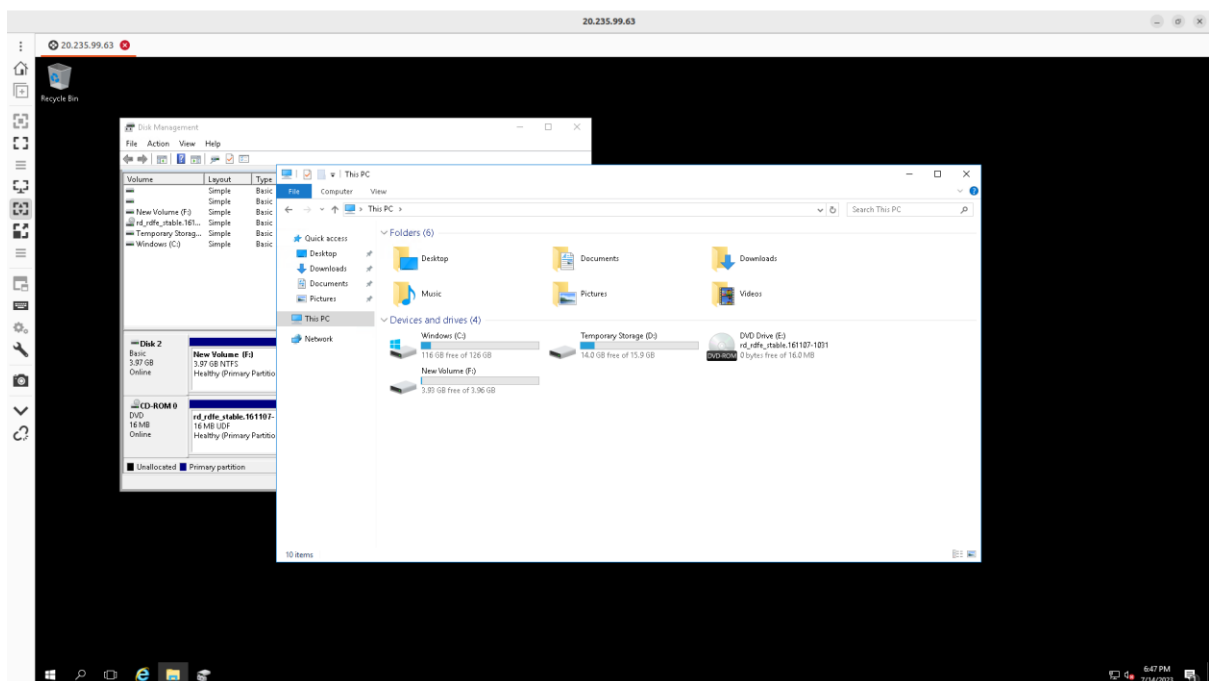 20.235.99.63
20.235.99.63
Recycle Bin
Disk Management
File Action View Help
Volume Layout Type
Simple Basic
Simple Basic
New Volume (F:) Simple Basic
rd_rdfe_stable.161... Simple Basic
Temporary Storag... Simple Basic
Windows (C:) Simple Basic
Disk 2
Basic
3.97 GB
Online
New Volume (F:)
3.97 GB NTFS
Healthy (Primary Partitio
CD-ROM 0
DVD
16 MB
Online
rd_rdfe_stable.161107-
16 MB UDF
Healthy (Primary Partitio
Unallocated Primary partition
This PC
File Computer View
This PC
Search This PC
Quick access
Desktop
Downloads
Documents
Pictures
This PC
Network
Folders (6)
Desktop Documents Downloads
Music Pictures Videos
Devices and drives (4)
Windows (C:)
116 GB free of 126 GB
Temporary Storage (D:)
14.0 GB free of 15.9 GB
DVD Drive (E:)
rd_rdfe_stable.161107-1031
0 bytes free of 16.0 MB
DVD-ROM
New Volume (F:)
3.93 GB free of 3.96 GB
10 items
6:47 PM
7/14/2023